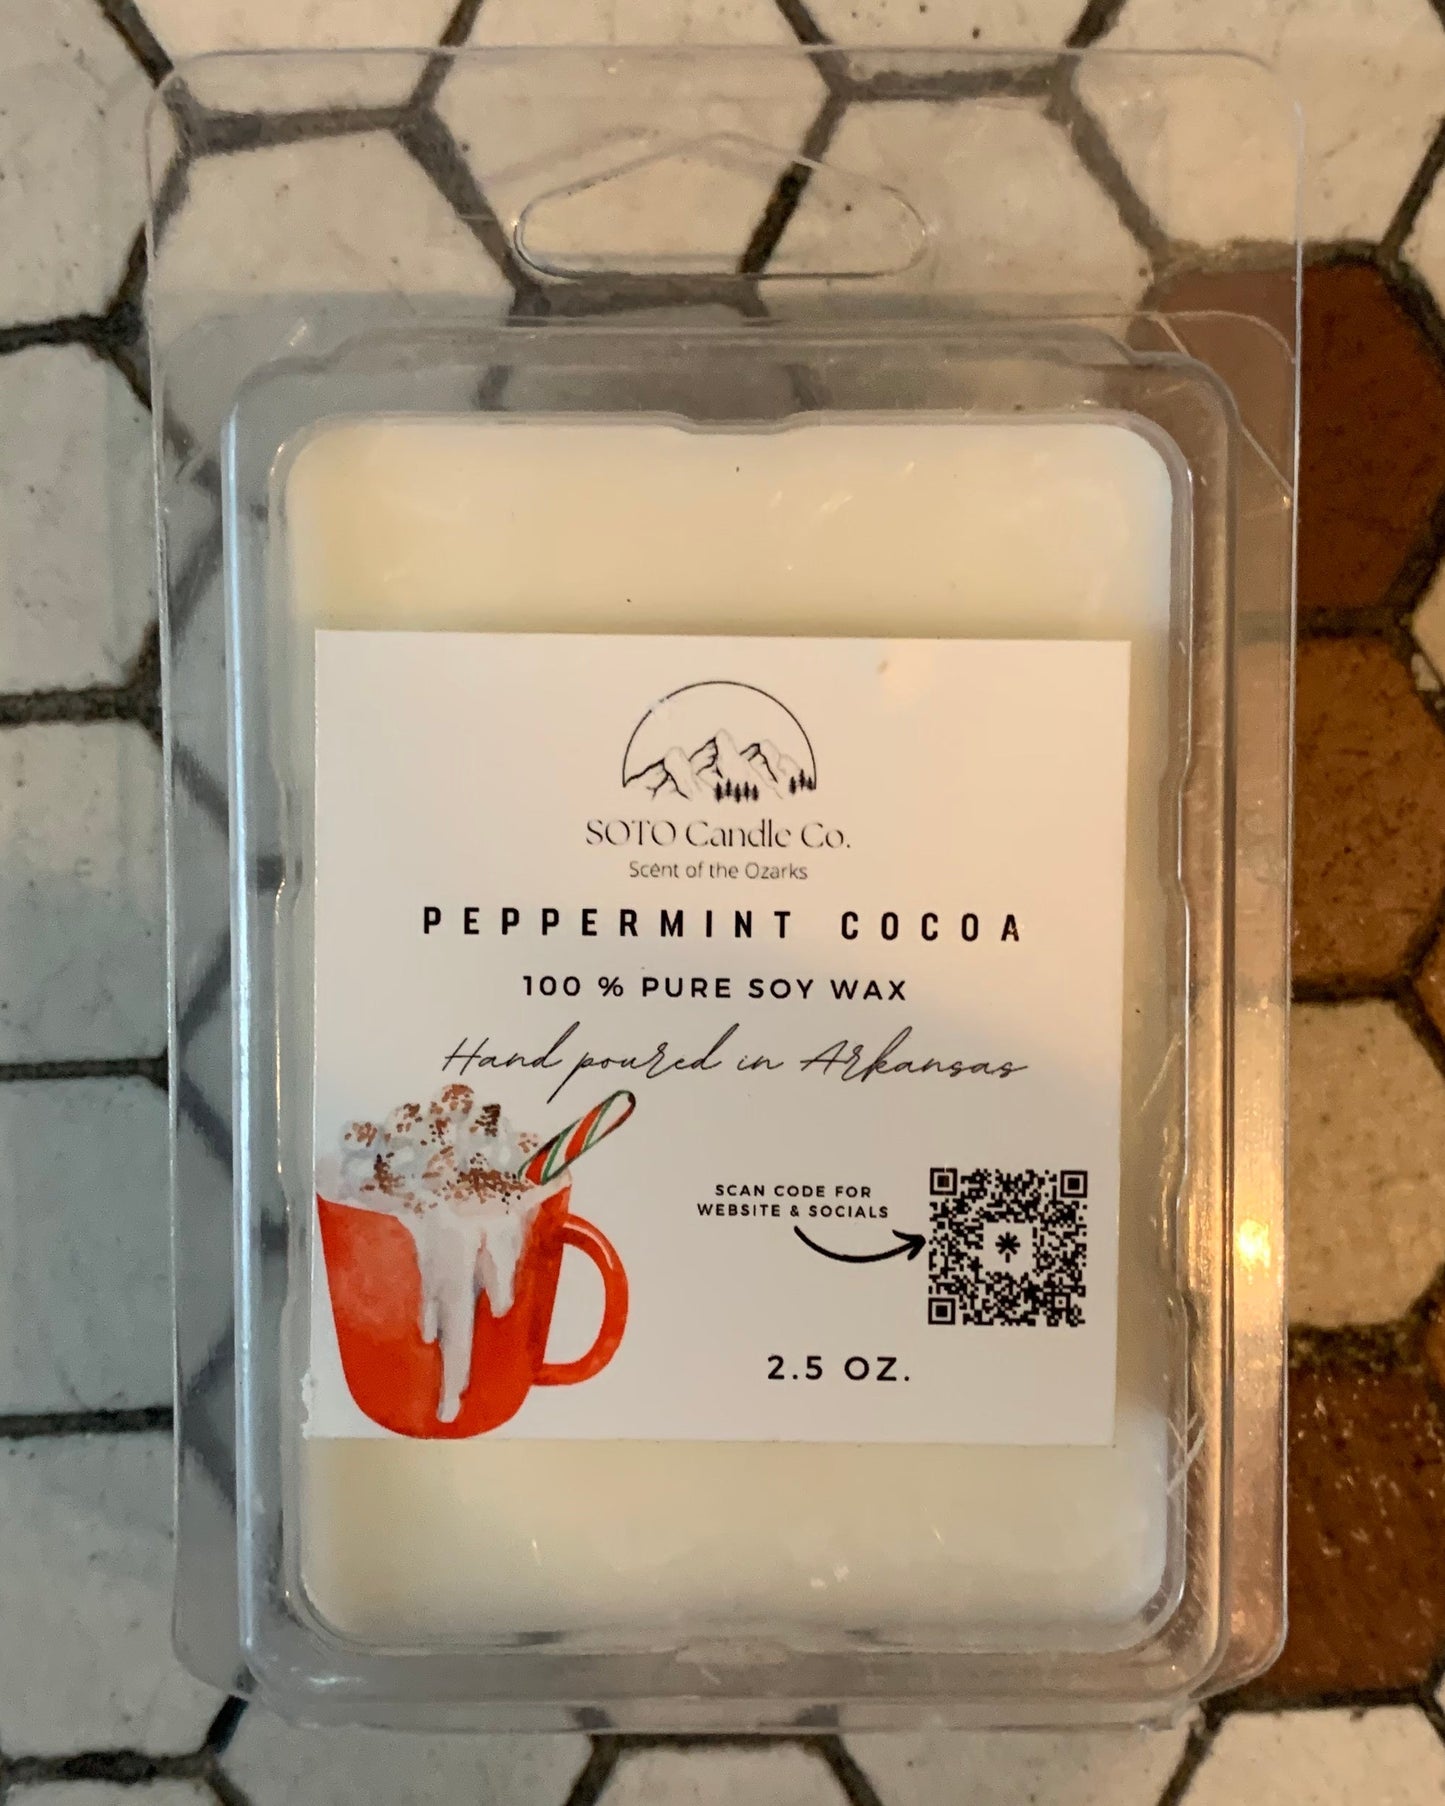 SOTO Candle Co.
Scent of the Ozarks
PEPPERMINT COCOA
100 % PURE SOY WAX
Hand poured in Arkansas
SCAN CODE FOR
WEBSITE & SOCIALS
2.5 OZ.